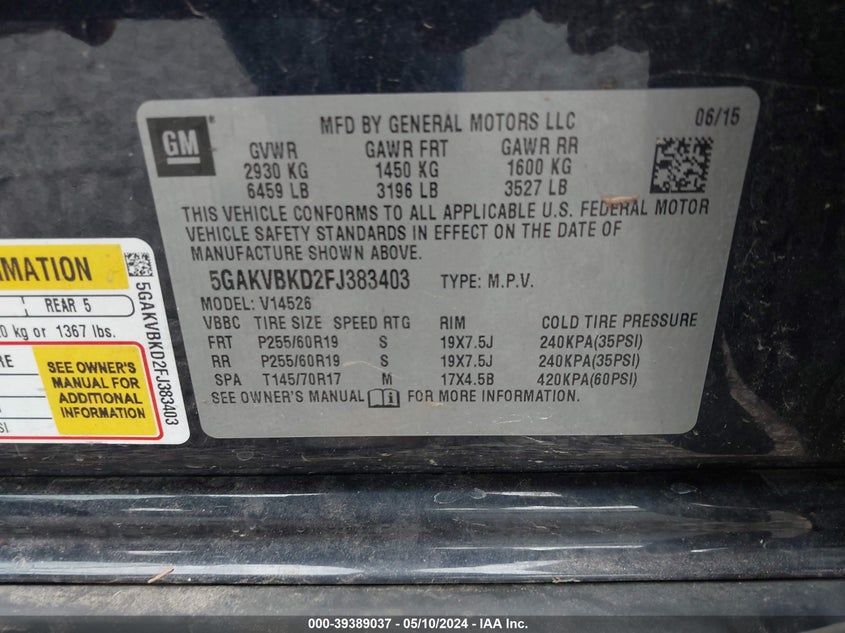 GM
MFD BY GENERAL MOTORS LLC 06/15
GVWR GAWR FRT GAWR RR
2930 KG 1450 KG 1600 KG
6459 LB 3196 LB 3527 LB
THIS VEHICLE CONFORMS TO ALL APPLICABLE U.S. FEDERAL MOTOR
VEHICLE SAFETY STANDARDS IN EFFECT ON THE DATE OF
MANUFACTURE SHOWN ABOVE.
5GAKVBKD2FJ383403 TYPE: M.P.V.
MODEL: V14526
VBBC TIRE SIZE SPEED RTG RIM COLD TIRE PRESSURE
FRT P255/60R19 S 19X7.5J 240KPA(35PSI)
RR P255/60R19 S 19X7.5J 240KPA(35PSI)
SPA T145/70R17 M 17X4.5B 420KPA(60PSI)
SEE OWNER'S MANUAL FOR MORE INFORMATION.
RMATION
REAR 5
0 kg or 1367 lbs.
RE
SEE OWNER'S
MANUAL FOR
ADDITIONAL
INFORMATION
SI
5GAKVBKD2FJ383403
000-39389037 - 05/10/2024 - IAA Inc.